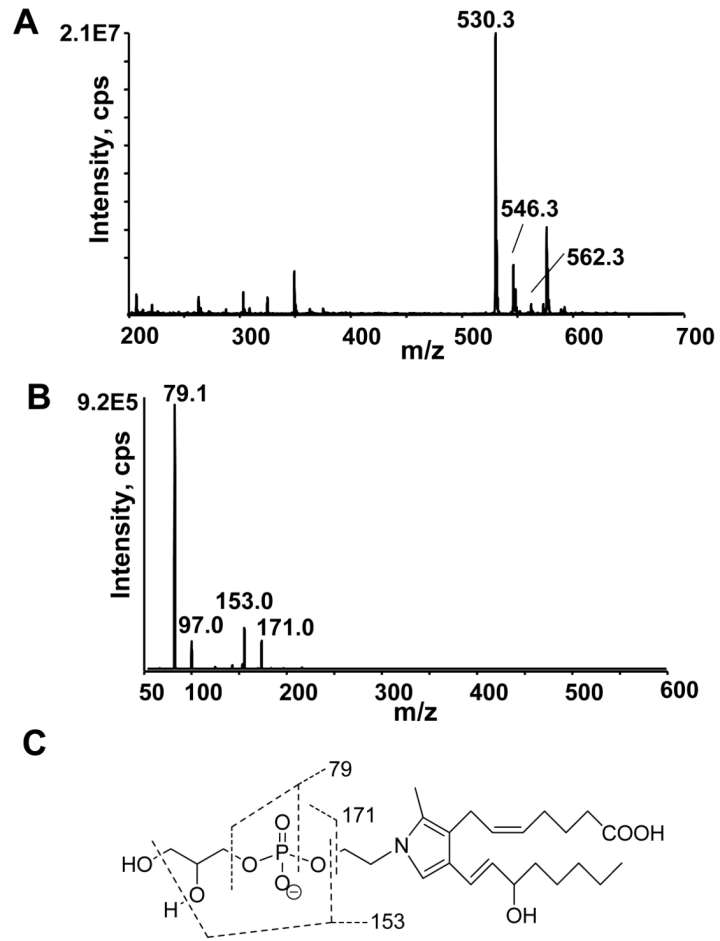 A
2.1E7
530.3
546.3
562.3
Intensity, cps
200 300 400 500 600 700
m/z
B
9.2E5
79.1
97.0
153.0
171.0
Intensity, cps
50 100 200 300 400 500 600
m/z
C
79
171
153
HO
O
H
O
P
O
O
O
N
COOH
OH